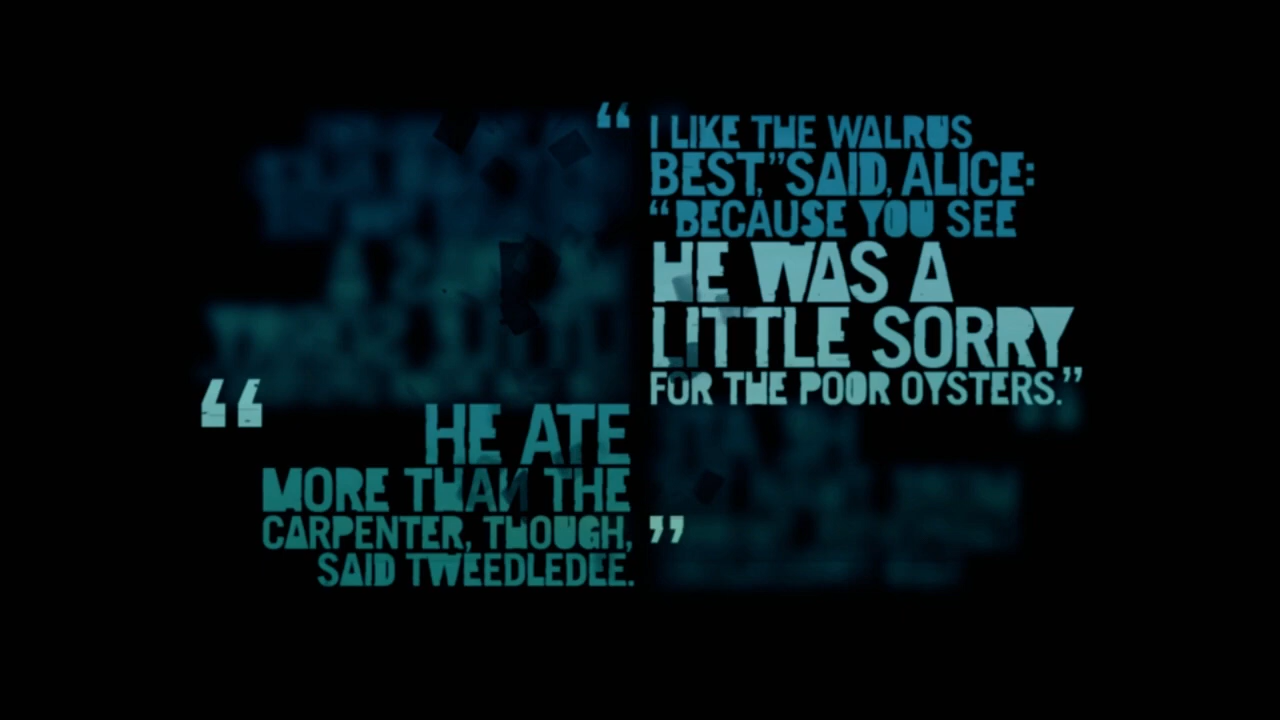 “I LIKE THE WALRUS
BEST,”SAID, ALICE:
“BECAUSE YOU SEE
HE WAS A
LITTLE SORRY
FOR THE POOR OYSTERS.”
“HE ATE
MORE THAN THE
CARPENTER, THOUGH,
SAID TWEEDLEDEE.
”